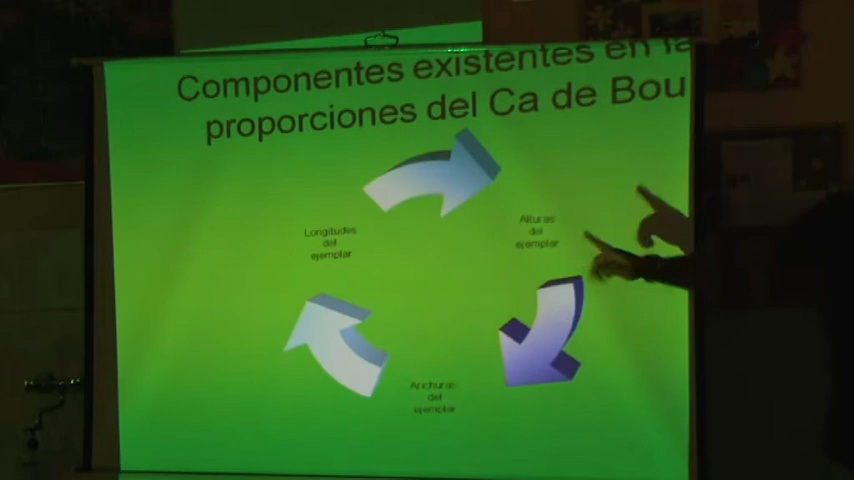 Componentes existentes en la
proporciones del Ca de Bou
Longitudes
del
ejemplar
Alturas
del
ejemplar
Anchuras
del
ejemplar